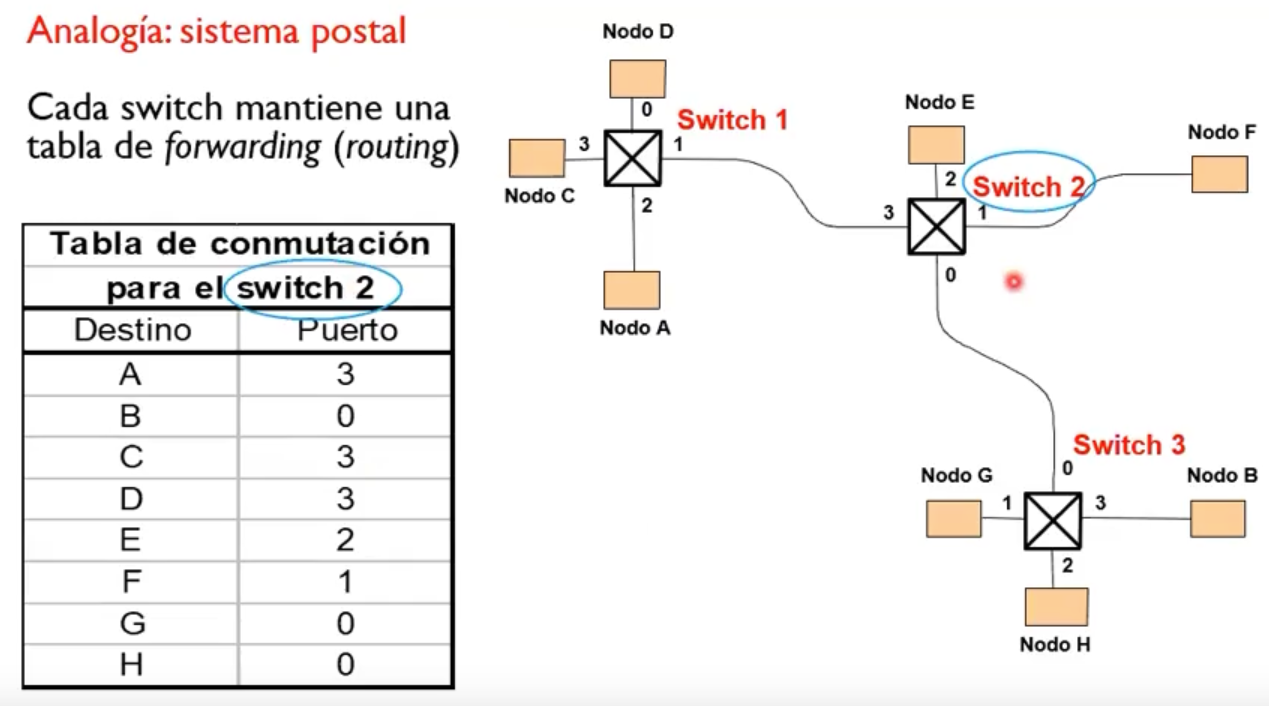 Analogía: sistema postal
Cada switch mantiene una
tabla de forwarding (routing)
Tabla de conmutación
para el switch 2
Destino Puerto
A 3
B 0
C 3
D 3
E 2
F 1
G 0
H 0
Nodo D
0
Switch 1
3
1
Nodo C
2
Nodo A
Nodo E
Nodo F
2
Switch 2
3
1
0
Switch 3
0
Nodo G
Nodo B
1
3
2
Nodo H